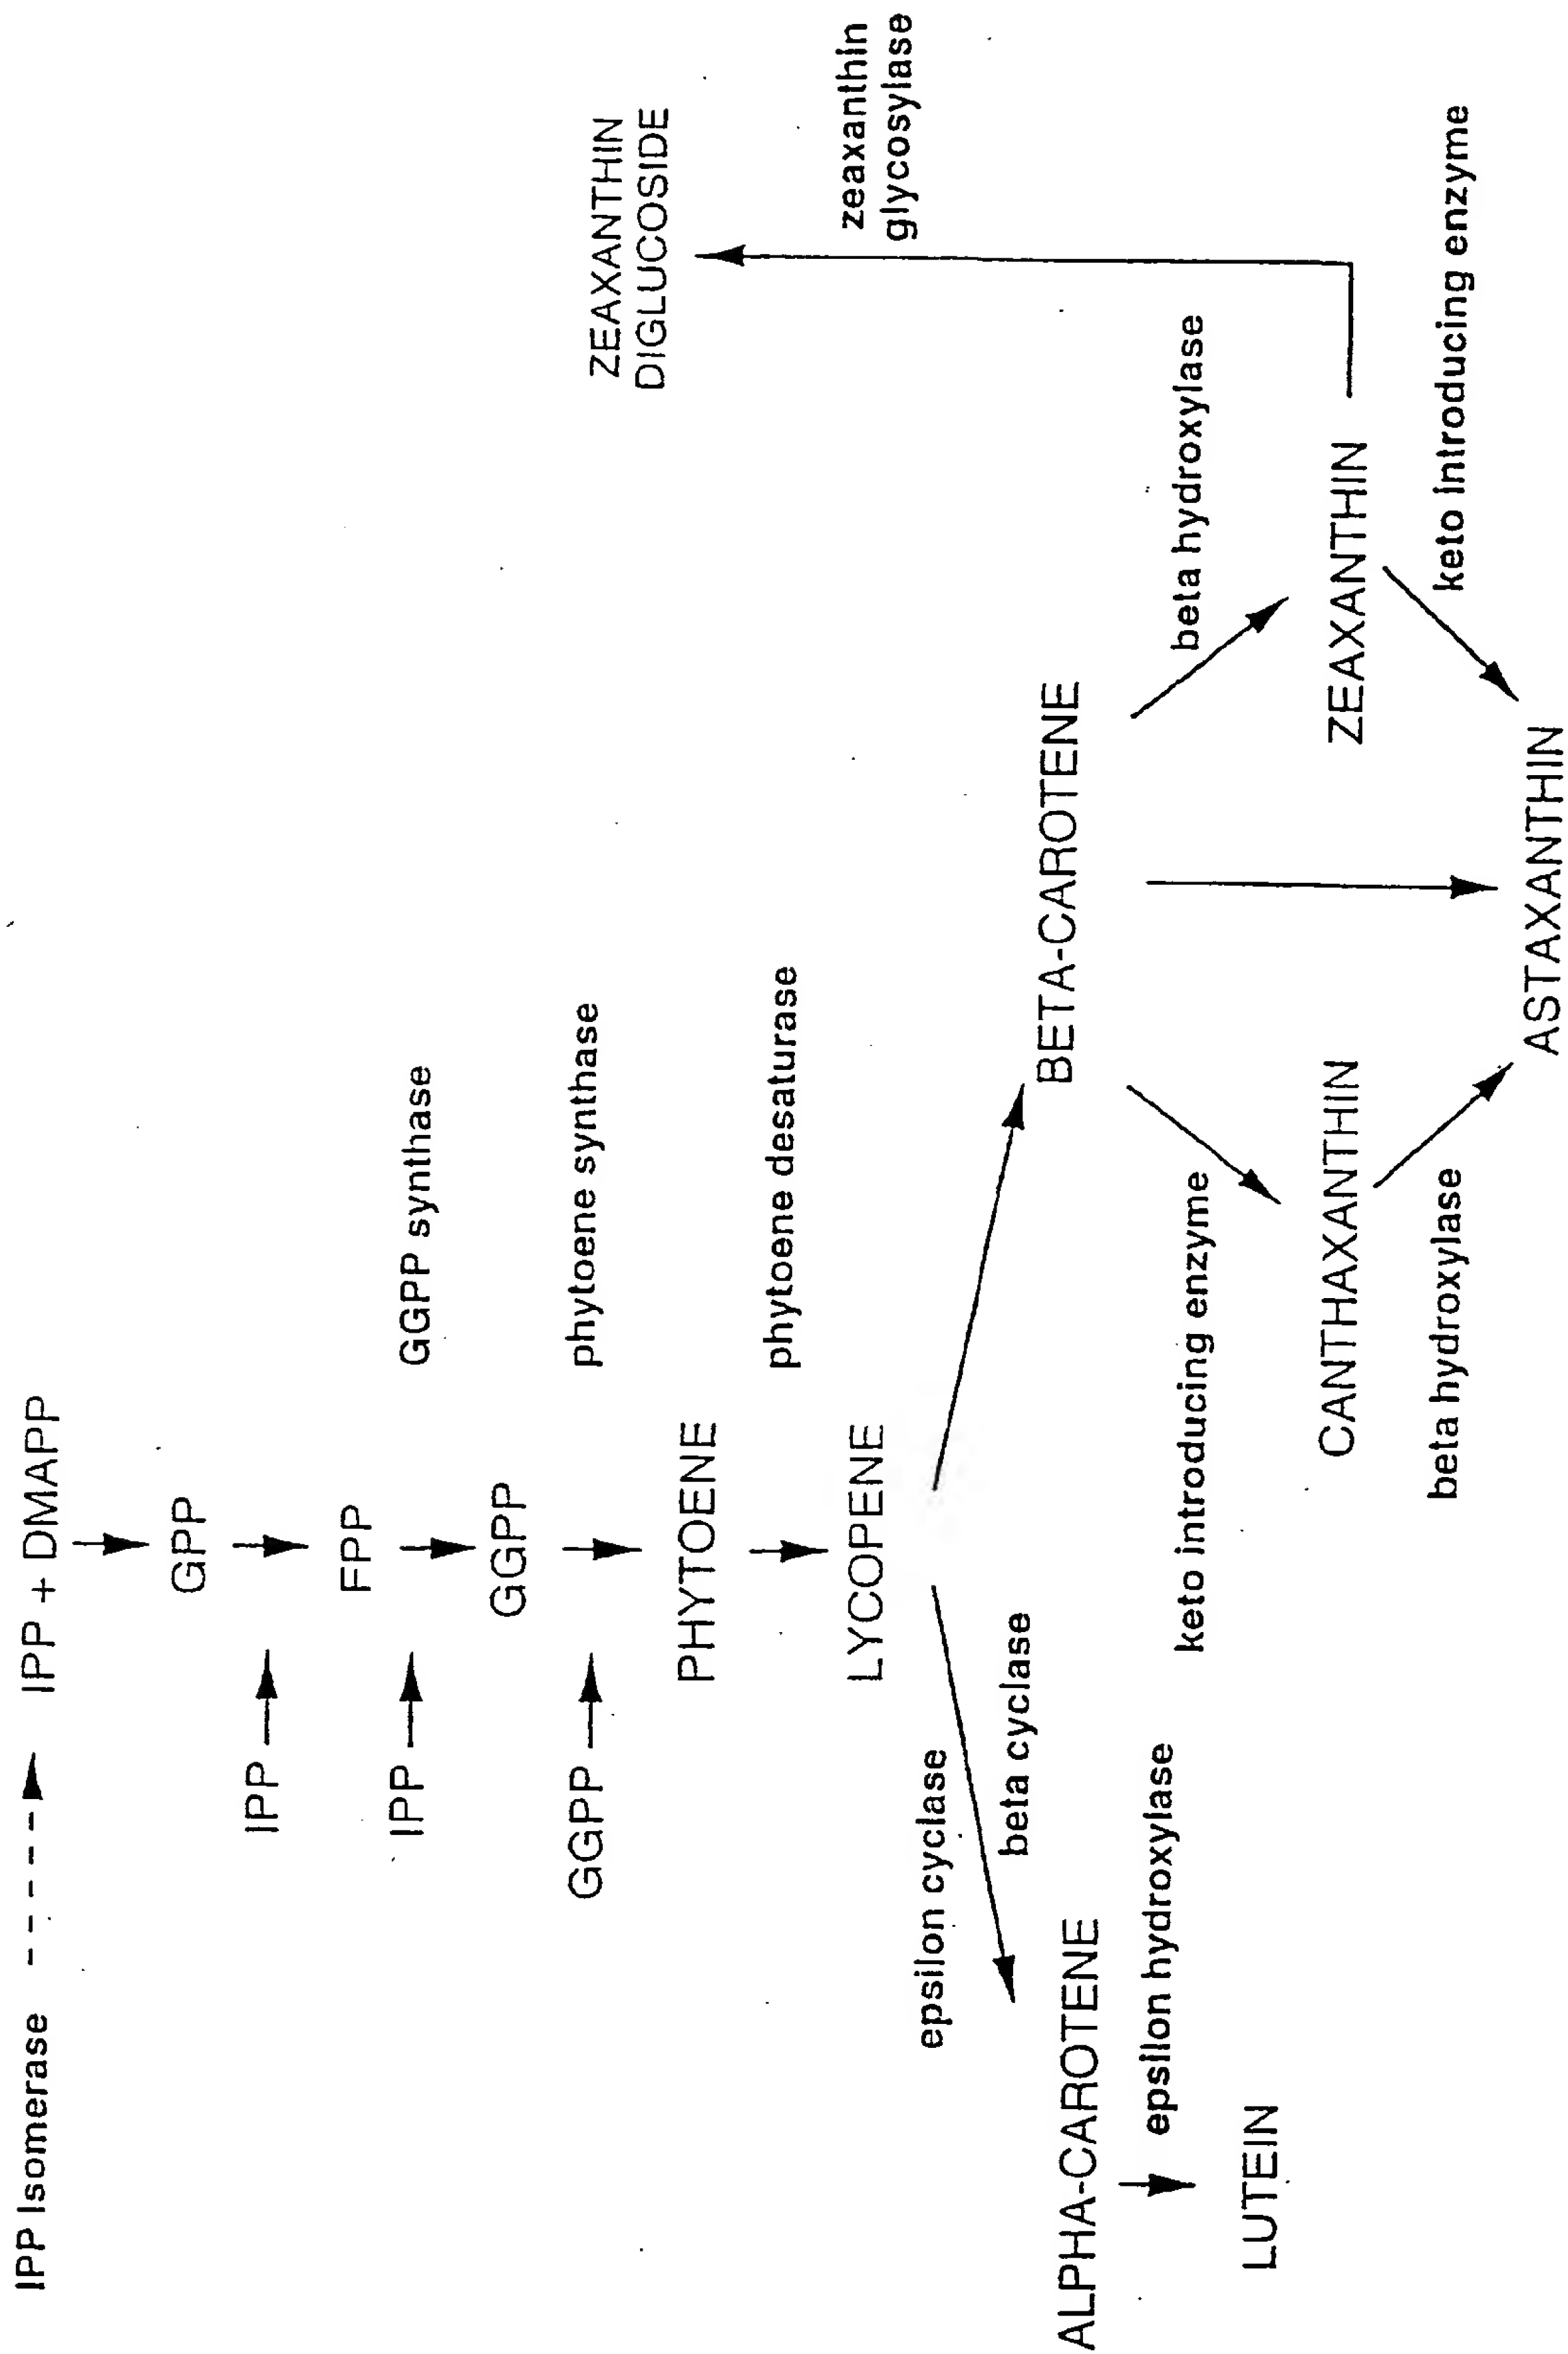 IPP Isomerase
IPP + DMAPP
GPP
IPP
FPP
IPP
GGPP synthase
GGPP
GGPP
phytoene synthase
PHYTOENE
phytoene desaturase
LYCOPENE
epsilon cyclase
beta cyclase
ALPHA-CAROTENE
BETA-CAROTENE
epsilon hydroxylase
LUTEIN
keto introducing enzyme
beta hydroxylase
CANTHAXANTHIN
ZEAXANTHIN
beta hydroxylase
keto introducing enzyme
ASTAXANTHIN
ZEAXANTHIN
DIGLUCOSIDE
zeaxanthin
glycosylase